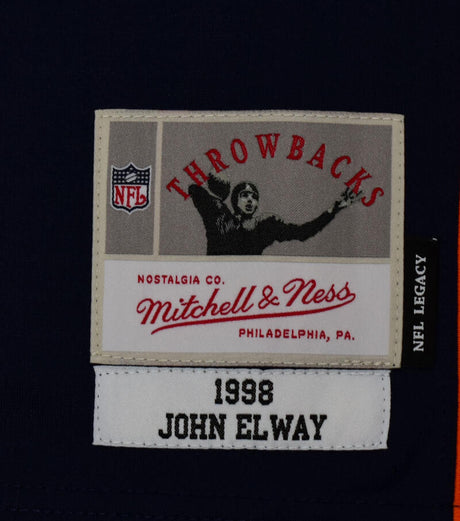 THROWBACKS
NFL
NOSTALGIA CO.
Mitchell & Ness
PHILADELPHIA, PA.
NFL LEGACY
1998
JOHN ELWAY